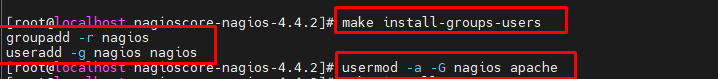 [root@localhost nagioscore-nagios-4.4.2]# make install-groups-users
groupadd -r nagios
useradd -g nagios nagios
[root@localhost nagioscore-nagios-4.4.2]# usermod -a -G nagios apache